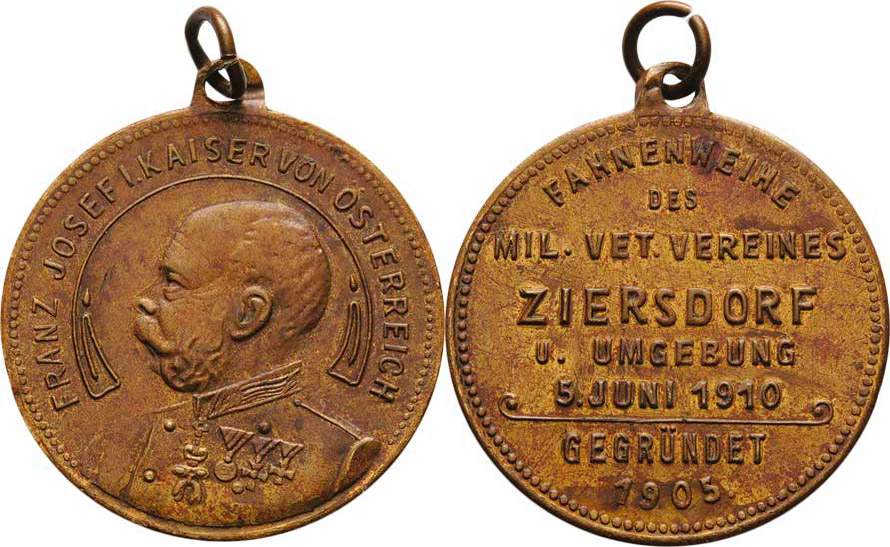 FRANZ JOSEF I. KAISER VON ÖSTERREICH
FAHNENWEIHE
DES
MIL. VET. VEREINES
ZIERSDORF
U. UMGEBUNG
5. JUNI 1910
GEGRÜNDET
1905.